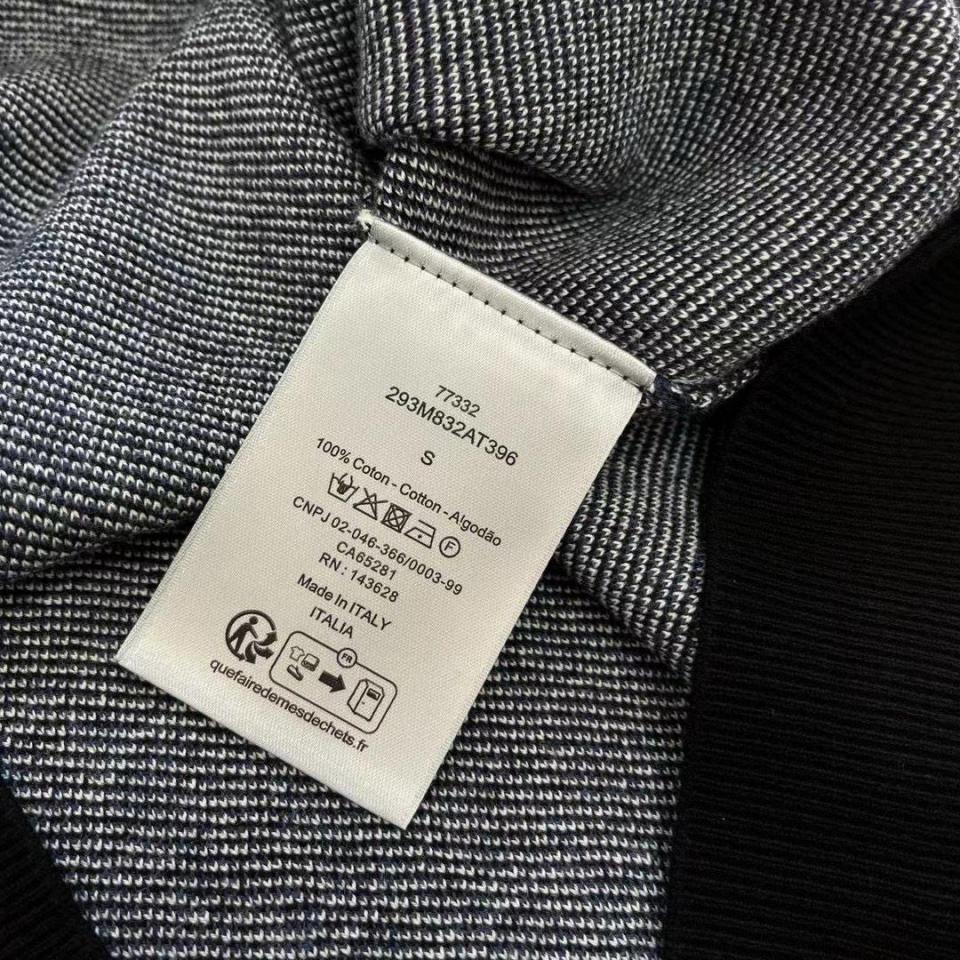 77332
293M832AT396
S
100% Coton - Cotton - Algodão
F
CNPJ 02-046-366/0003-99
CA65281
RN : 143628
Made In ITALY
ITALIA
FR
quefairedemesdechets.fr